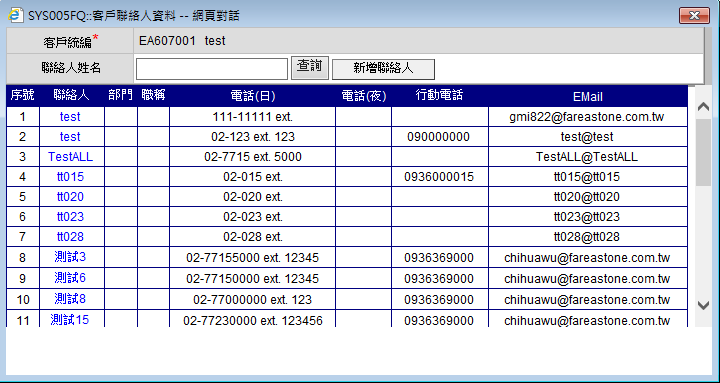 SYS005FQ::客戶聯絡人資料 -- 網頁對話
客戶統編* EA607001 test
聯絡人姓名 查詢 新增聯絡人
序號 聯絡人 部門 職稱 電話(日) 電話(夜) 行動電話 EMail
1 test 111-11111 ext. gmi822@fareastone.com.tw
2 test 02-123 ext. 123 090000000 test@test
3 TestALL 02-7715 ext. 5000 TestALL@TestALL
4 tt015 02-015 ext. 0936000015 tt015@tt015
5 tt020 02-020 ext. tt020@tt020
6 tt023 02-023 ext. tt023@tt023
7 tt028 02-028 ext. tt028@tt028
8 測試3 02-77155000 ext. 12345 0936369000 chihuawu@fareastone.com.tw
9 測試6 02-77150000 ext. 12345 0936369000 chihuawu@fareastone.com.tw
10 測試8 02-77000000 ext. 123 0936369000 chihuawu@fareastone.com.tw
11 測試15 02-77230000 ext. 123456 0936369000 chihuawu@fareastone.com.tw